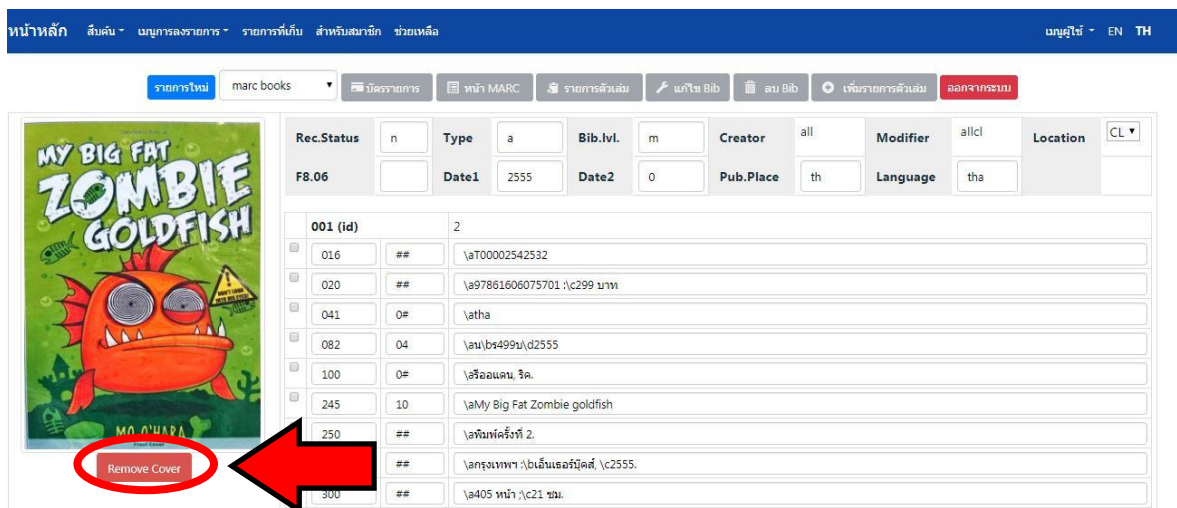 หน้าหลัก สืบค้น เมนูการลงรายการ รายการที่เก็บ สำหรับสมาชิก ช่วยเหลือ เมนูผู้ใช้ EN TH
รายการใหม่ marc books บัตรรายการ หน้า MARC รายการตัวเล่ม แก้ไข Bib ลบ Bib เพิ่มรายการตัวเล่ม ออกจากระบบ
MY BIG FAT
ZOMBIE
GOLDFISH
MO O'HARA
Proof Cover
Remove Cover
Rec.Status n Type a Bib.lvl. m Creator all Modifier allcl Location CL
F8.06 Date1 2555 Date2 0 Pub.Place th Language tha
001 (id) 2
016 ## \aT00002542532
020 ## \a97861606075701 :\c299 บาท
041 0# \atha
082 04 \aน\bร499บ\d2555
100 0# \aรีออแดน, ริค.
245 10 \aMy Big Fat Zombie goldfish
250 ## \aพิมพ์ครั้งที่ 2.
## \aกรุงเทพฯ :\bเอ็นเธอร์บุ๊คส์, \c2555.
300 ## \a405 หน้า ;\c21 ซม.